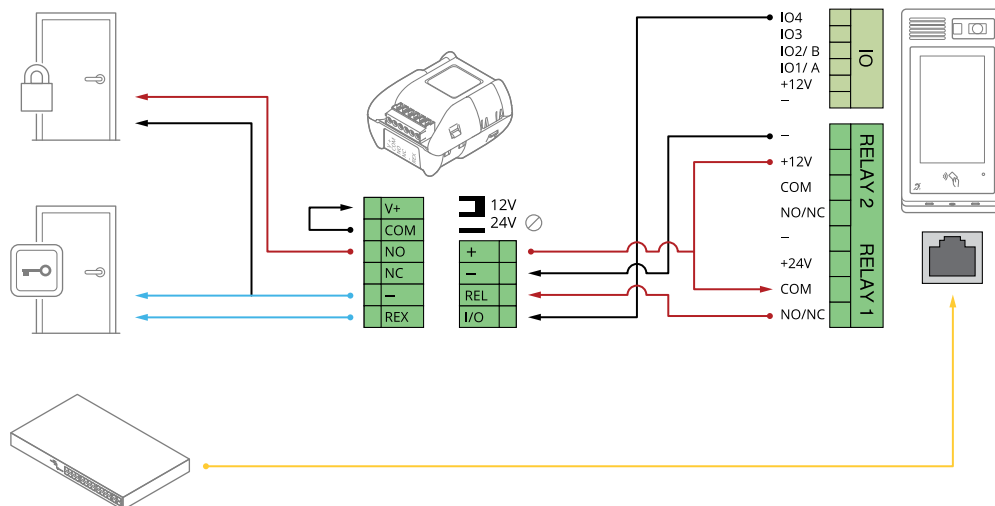 IO4
IO3
IO2/ B
IO1/ A
+12V
–
IO
–
+12V
COM
NO/NC
–
+24V
COM
NO/NC
RELAY 2
RELAY 1
V+
COM
NO
NC
–
REX
12V
24V
+
–
REL
I/O